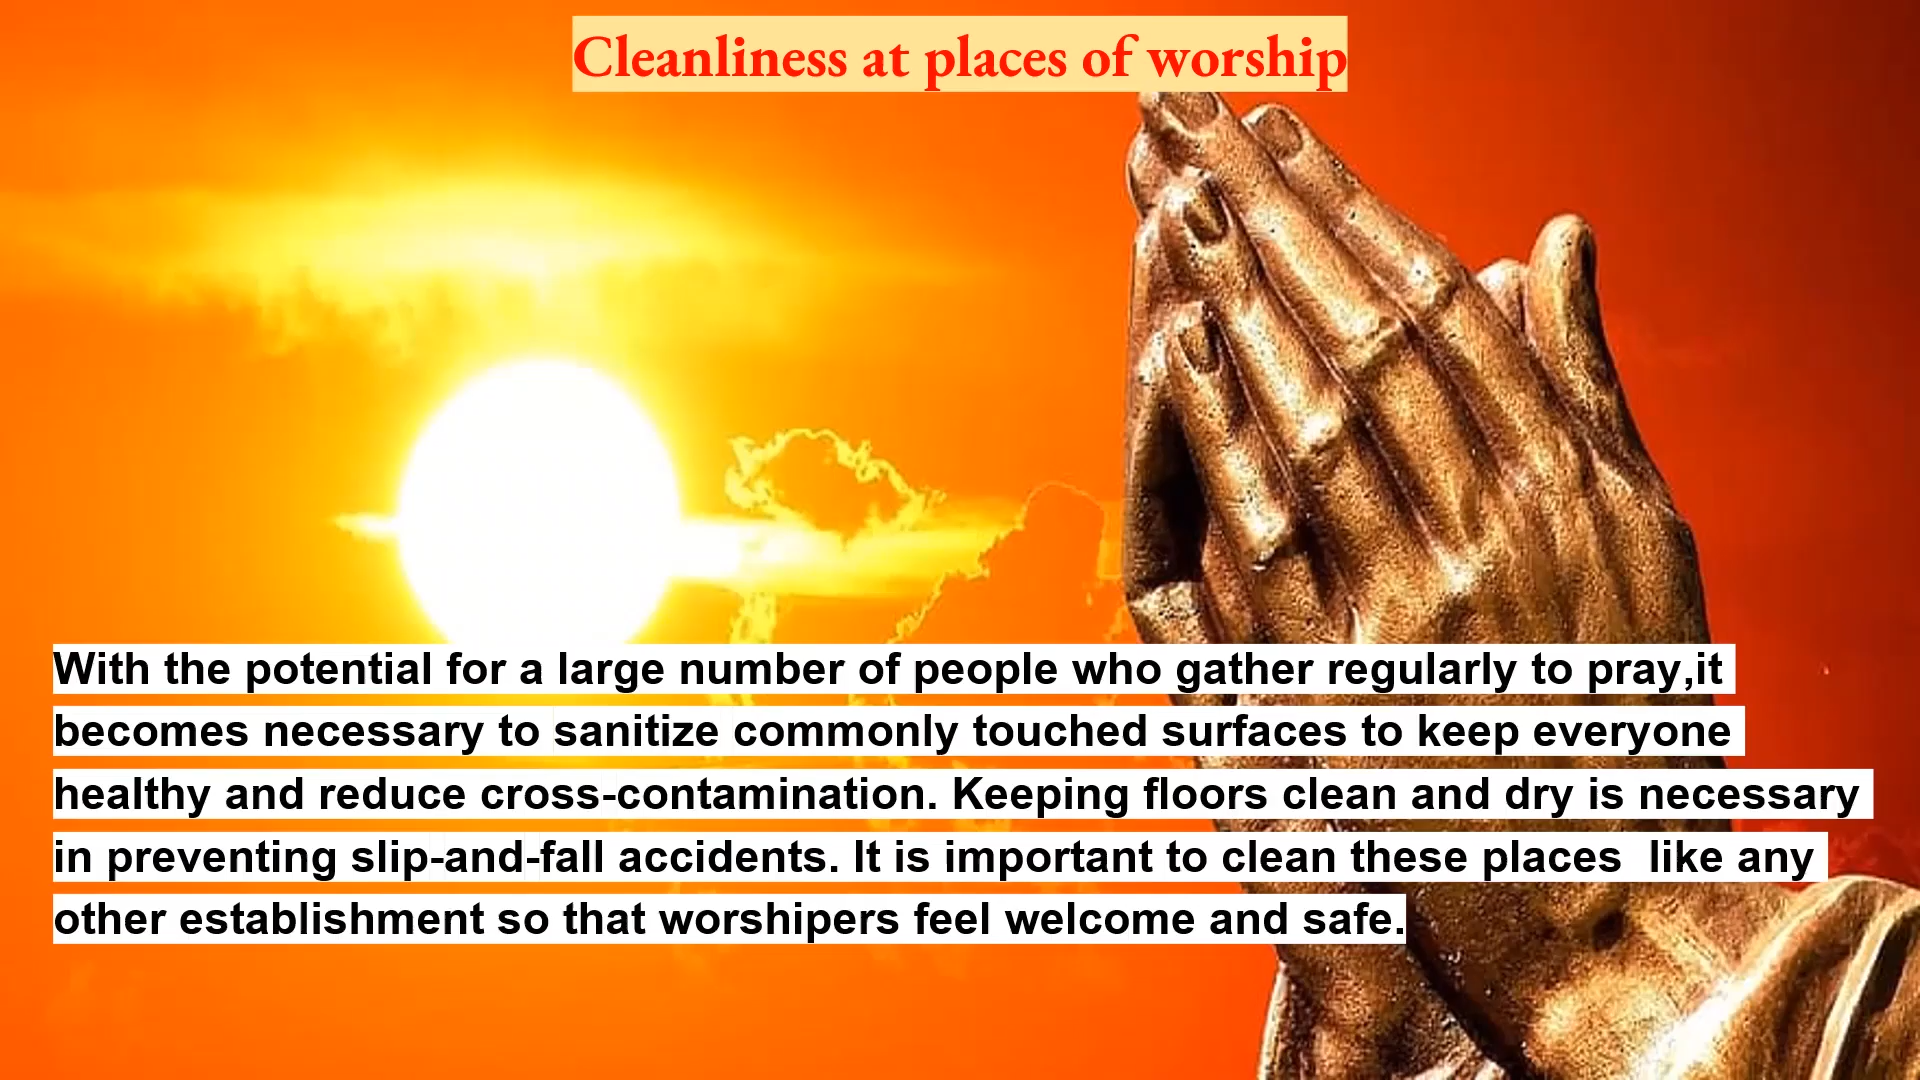 Cleanliness at places of worship
With the potential for a large number of people who gather regularly to pray,it
becomes necessary to sanitize commonly touched surfaces to keep everyone
healthy and reduce cross-contamination. Keeping floors clean and dry is necessary
in preventing slip-and-fall accidents. It is important to clean these places  like any
other establishment so that worshipers feel welcome and safe.